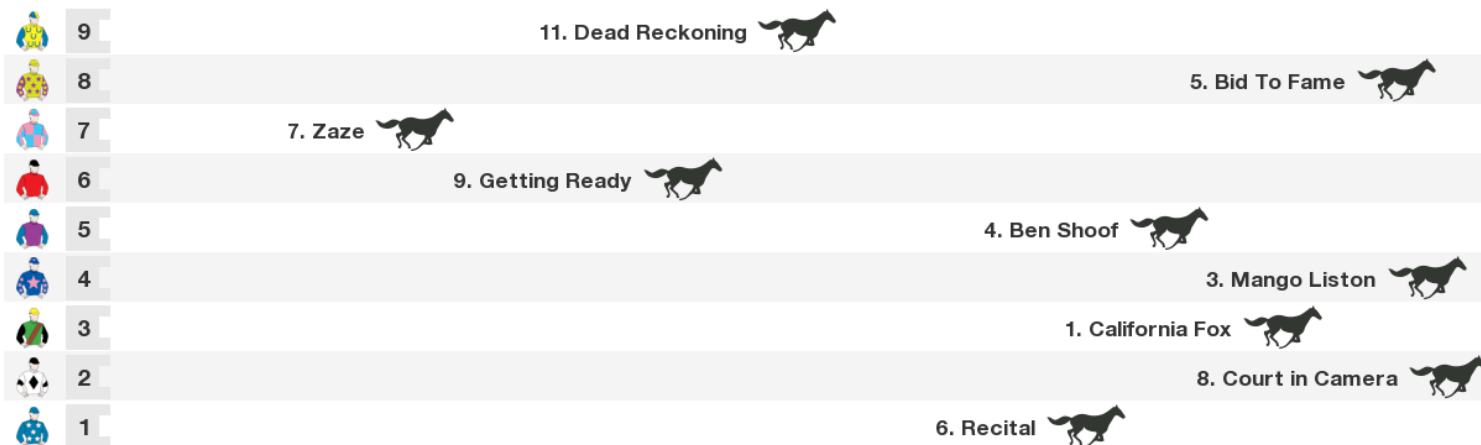 9 11. Dead Reckoning
8 5. Bid To Fame
7 7. Zaze
6 9. Getting Ready
5 4. Ben Shoof
4 3. Mango Liston
3 1. California Fox
2 8. Court in Camera
1 6. Recital